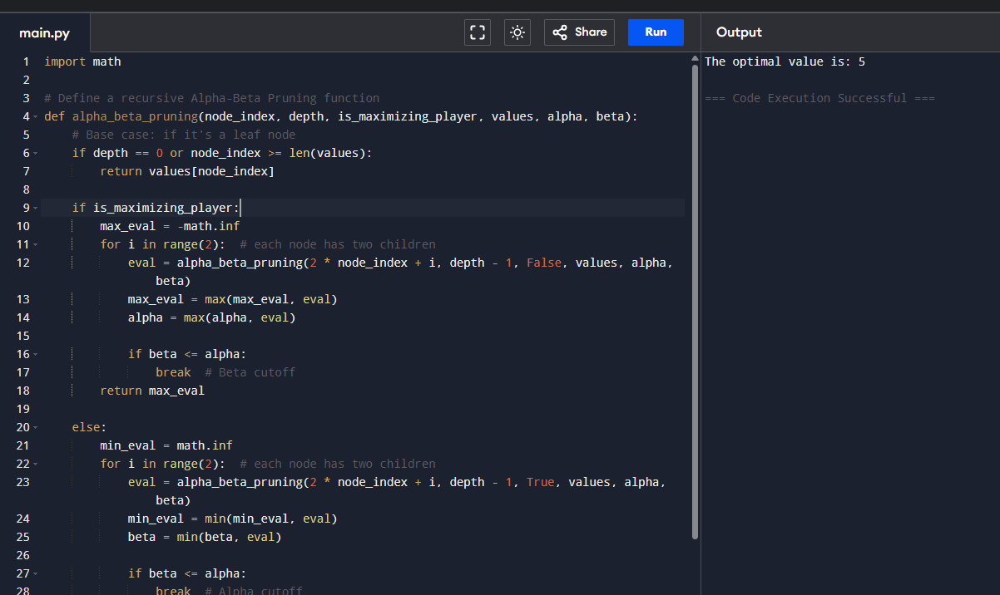 main.py
Share
Run
Output
1 import math
2
3 # Define a recursive Alpha-Beta Pruning function
4 def alpha_beta_pruning(node_index, depth, is_maximizing_player, values, alpha, beta):
5 # Base case: if it's a leaf node
6 if depth == 0 or node_index >= len(values):
7 return values[node_index]
8
9 if is_maximizing_player:
10 max_eval = -math.inf
11 for i in range(2):  # each node has two children
12 eval = alpha_beta_pruning(2 * node_index + i, depth - 1, False, values, alpha,
beta)
13 max_eval = max(max_eval, eval)
14 alpha = max(alpha, eval)
15
16 if beta <= alpha:
17 break  # Beta cutoff
18 return max_eval
19
20 else:
21 min_eval = math.inf
22 for i in range(2):  # each node has two children
23 eval = alpha_beta_pruning(2 * node_index + i, depth - 1, True, values, alpha,
beta)
24 min_eval = min(min_eval, eval)
25 beta = min(beta, eval)
26
27 if beta <= alpha:
28 break  # Alpha cutoff
The optimal value is: 5
=== Code Execution Successful ===